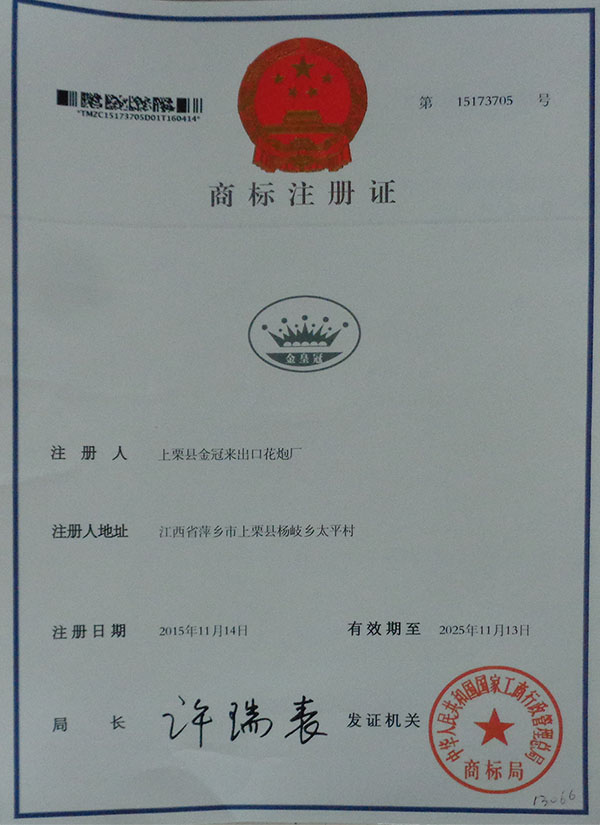 第 15173705 号
*TMZC15173705D01T160414*
商标注册证
金皇冠
注 册 人 上栗县金冠来出口花炮厂
注册人地址 江西省萍乡市上栗县杨岐乡太平村
注册日期 2015年11月14日 有效期至 2025年11月13日
局 长 许瑞表 发证机关
中华人民共和国国家工商行政管理总局
商标局
13066